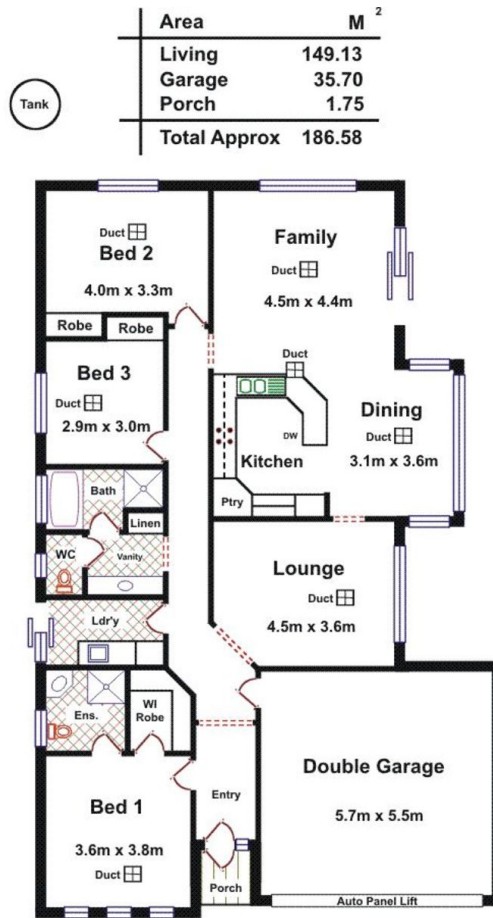 Area M 2
Living 149.13
Garage 35.70
Porch 1.75
Total Approx 186.58
Tank
Duct
Bed 2
4.0m x 3.3m
Family
Duct
4.5m x 4.4m
Robe
Robe
Bed 3
Duct
2.9m x 3.0m
Duct
Dining
Duct
3.1m x 3.6m
DW
Kitchen
Ptry
Bath
Linen
WC
Vanity
Lounge
Duct
4.5m x 3.6m
Ldr'y
Ens.
WI
Robe
Bed 1
3.6m x 3.8m
Duct
Entry
Porch
Double Garage
5.7m x 5.5m
Auto Panel Lift